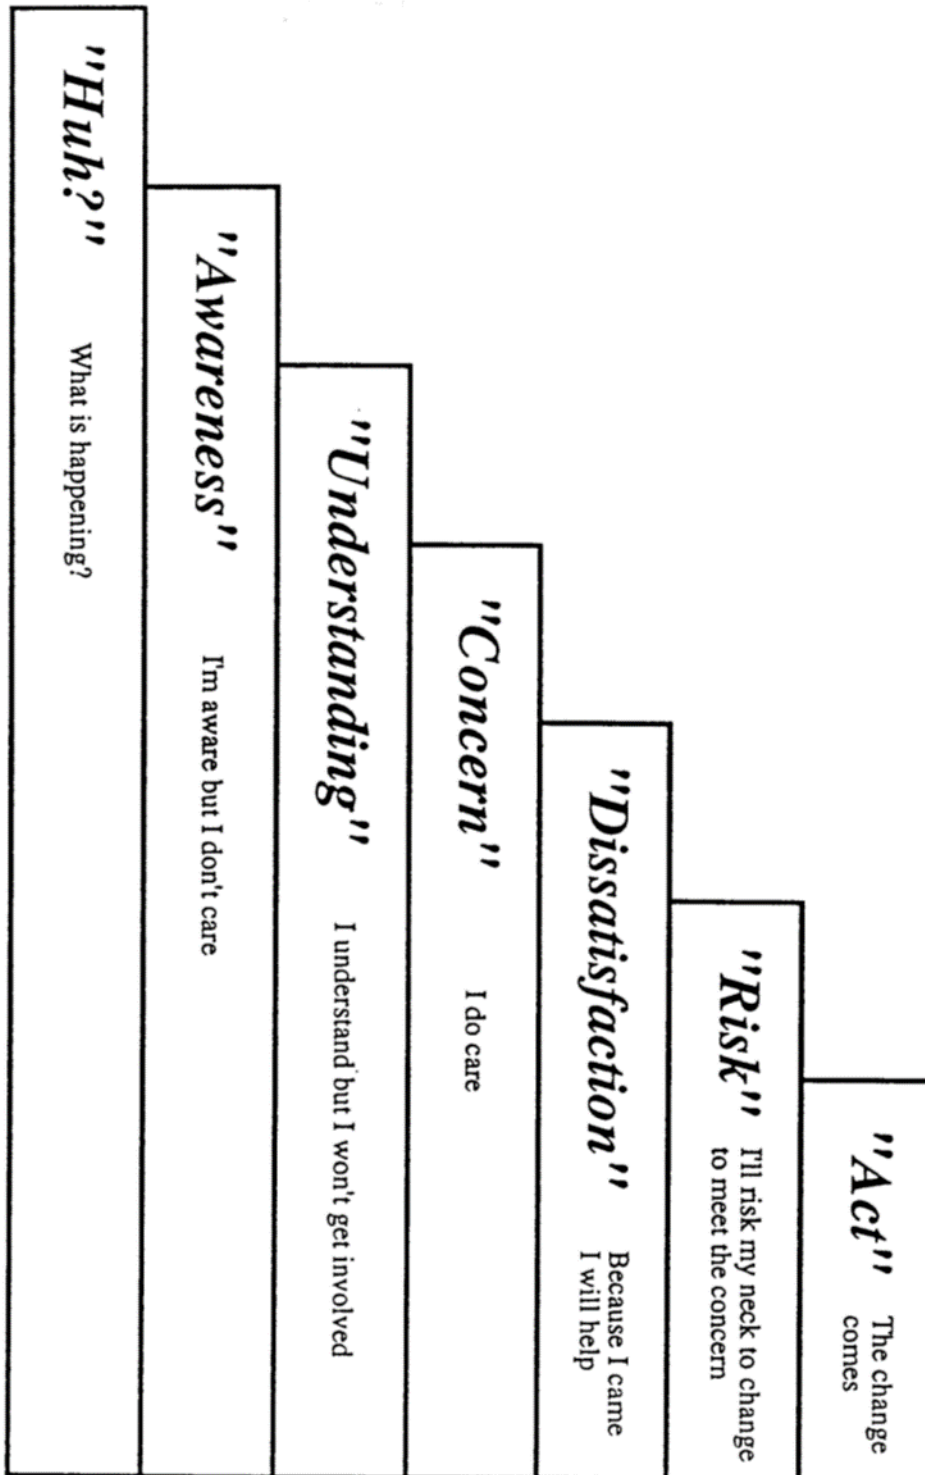 "Act"
The change
comes
"Risk"
I'll risk my neck to change
to meet the concern
"Dissatisfaction"
Because I came
I will help
"Concern"
I do care
"Understanding"
I understand but I won't get involved
"Awareness"
I'm aware but I don't care
"Huh?"
What is happening?